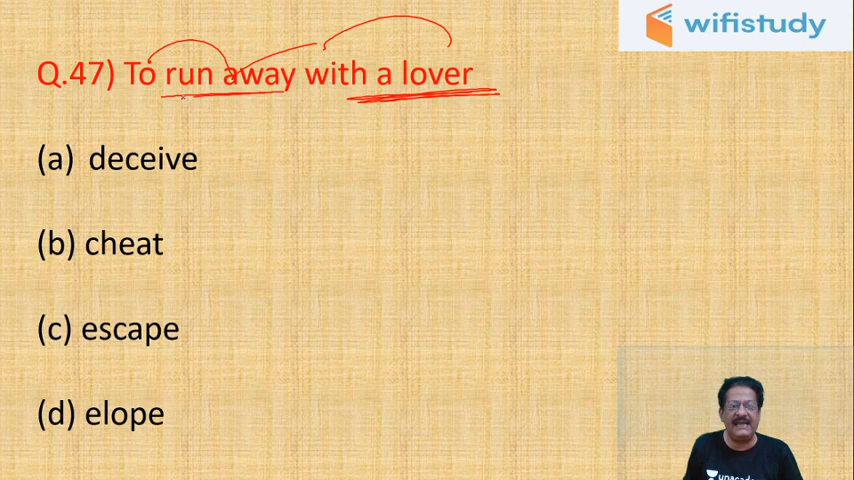 wifistudy
Q.47) To run away with a lover
(a) deceive
(b) cheat
(c) escape
(d) elope